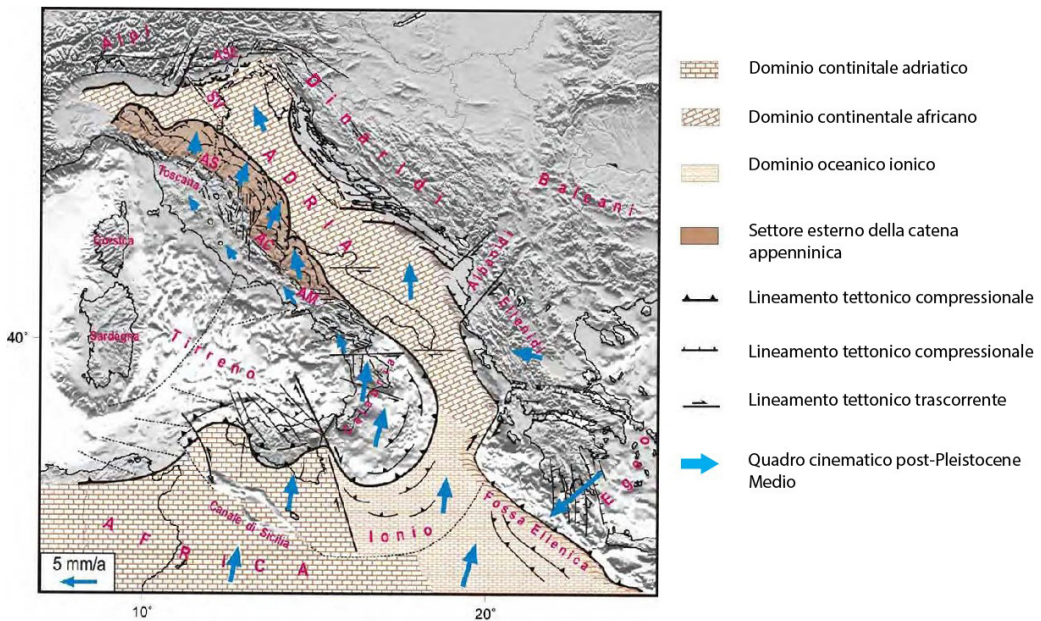 Alpi
ASE
Dinaridi
SV
ADRIA
AS
Toscana
Balcani
Corsica
AC
Albanidi
AM
Ellenidi
40°
Sardegna
Tirreno
Calabria
Egeo
Fossa Ellenica
Canale di Sicilia
Ionio
AFRICA
5 mm/a
10°
20°
Dominio continitale adriatico
Dominio continentale africano
Dominio oceanico ionico
Settore esterno della catena
appenninica
Lineamento tettonico compressionale
Lineamento tettonico compressionale
Lineamento tettonico trascorrente
Quadro cinematico post-Pleistocene
Medio